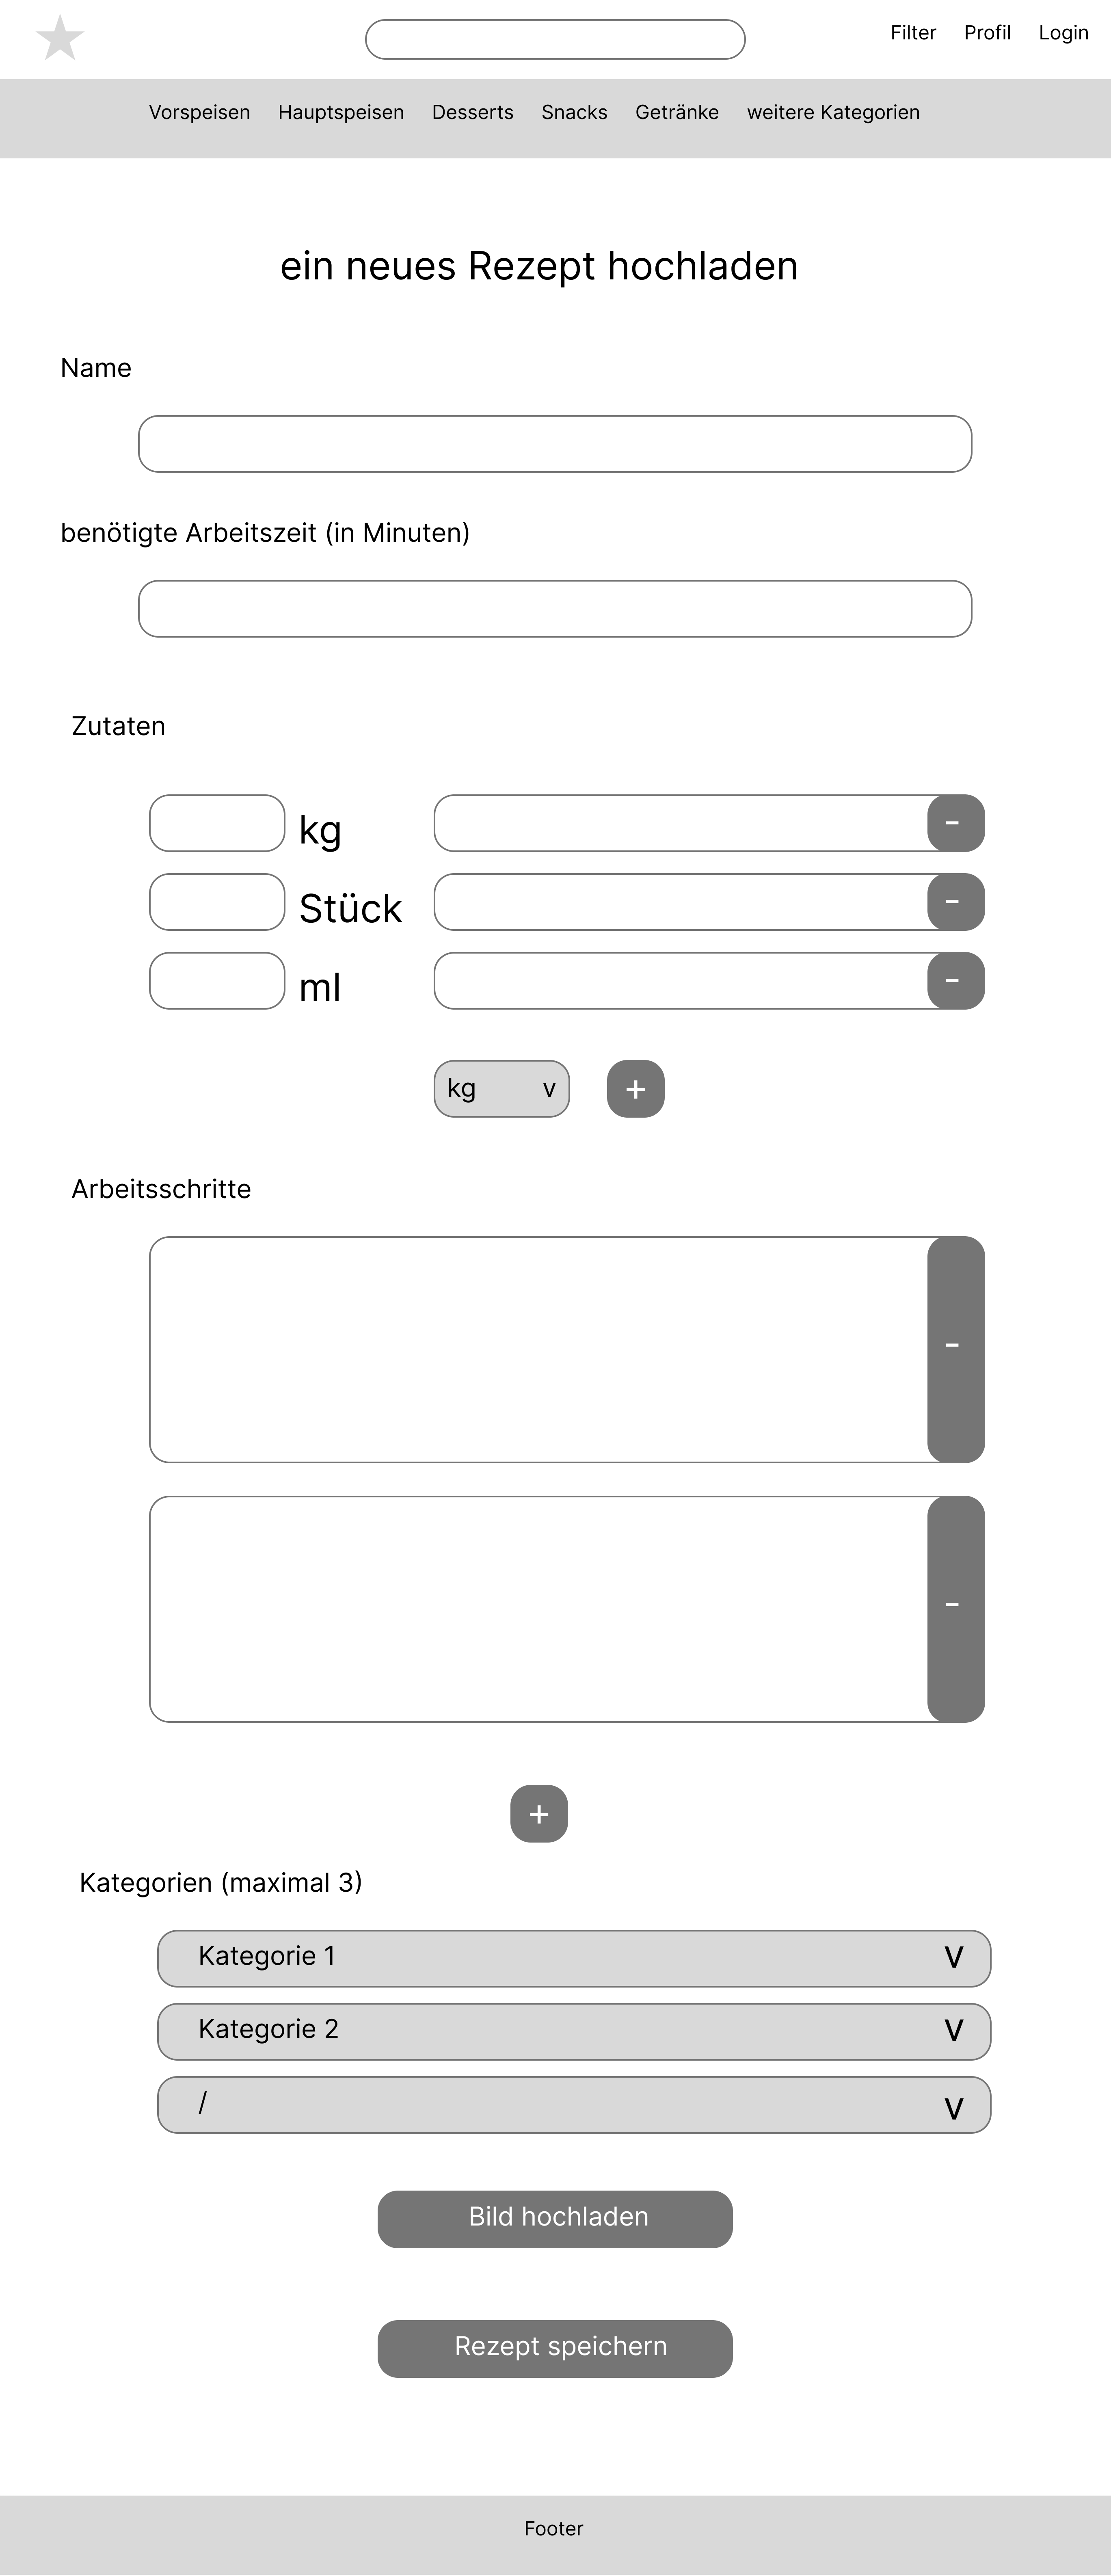 Filter Profil Login
Vorspeisen Hauptspeisen Desserts Snacks Getränke weitere Kategorien
ein neues Rezept hochladen
Name
benötigte Arbeitszeit (in Minuten)
Zutaten
kg -
Stück -
ml -
kg v +
Arbeitsschritte
-
-
+
Kategorien (maximal 3)
Kategorie 1 V
Kategorie 2 V
/ V
Bild hochladen
Rezept speichern
Footer